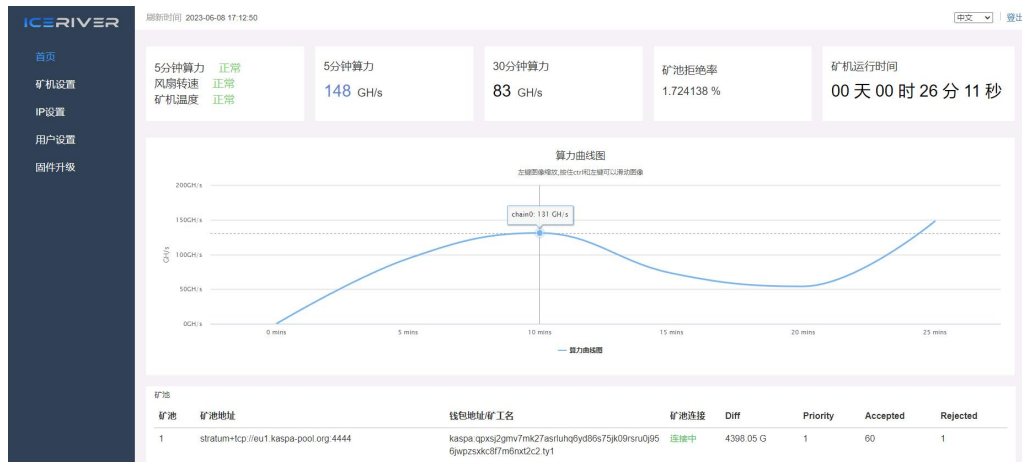 ICERIVER
刷新时间 2023-06-08 17:12:50
中文
登出
首页
矿机设置
IP设置
用户设置
固件升级
5分钟算力 正常
风扇转速 正常
矿机温度 正常
5分钟算力
148 GH/s
30分钟算力
83 GH/s
矿池拒绝率
1.724138 %
矿机运行时间
00 天 00 时 26 分 11 秒
算力曲线图
左键图像缩放,按住ctrl和左键可以滑动图像
200GH/s
150GH/s
100GH/s
50GH/s
0GH/s
GH/s
chain0: 131 GH/s
0 mins 5 mins 10 mins 15 mins 20 mins 25 mins
算力曲线图
矿池
矿池 矿池地址 钱包地址/矿工名 矿池连接 Diff Priority Accepted Rejected
1 stratum+tcp://eu1.kaspa-pool.org:4444 kaspa:qpxsj2gmv7mk27asrluhq6yd86s75jk09rsru0j95 连接中 4398.05 G 1 60 1
6jwpzsxkc8f7m6nxt2c2.ty1